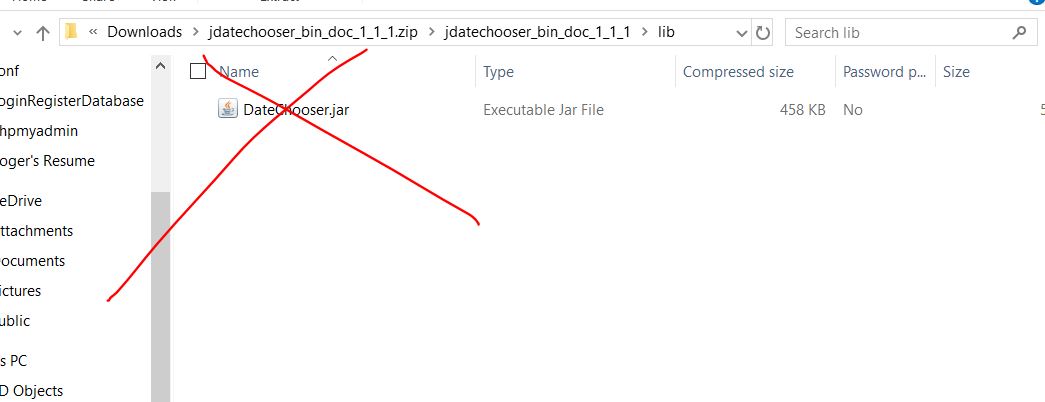 « Downloads > jdatechooser_bin_doc_1_1_1.zip > jdatechooser_bin_doc_1_1_1 > lib
Search lib
Name Type Compressed size Password p... Size
DateChooser.jar Executable Jar File 458 KB No 5
onf
oginRegisterDatabase
hpmyadmin
oger's Resume
eDrive
ttachments
ocuments
ictures
ublic
s PC
D Objects